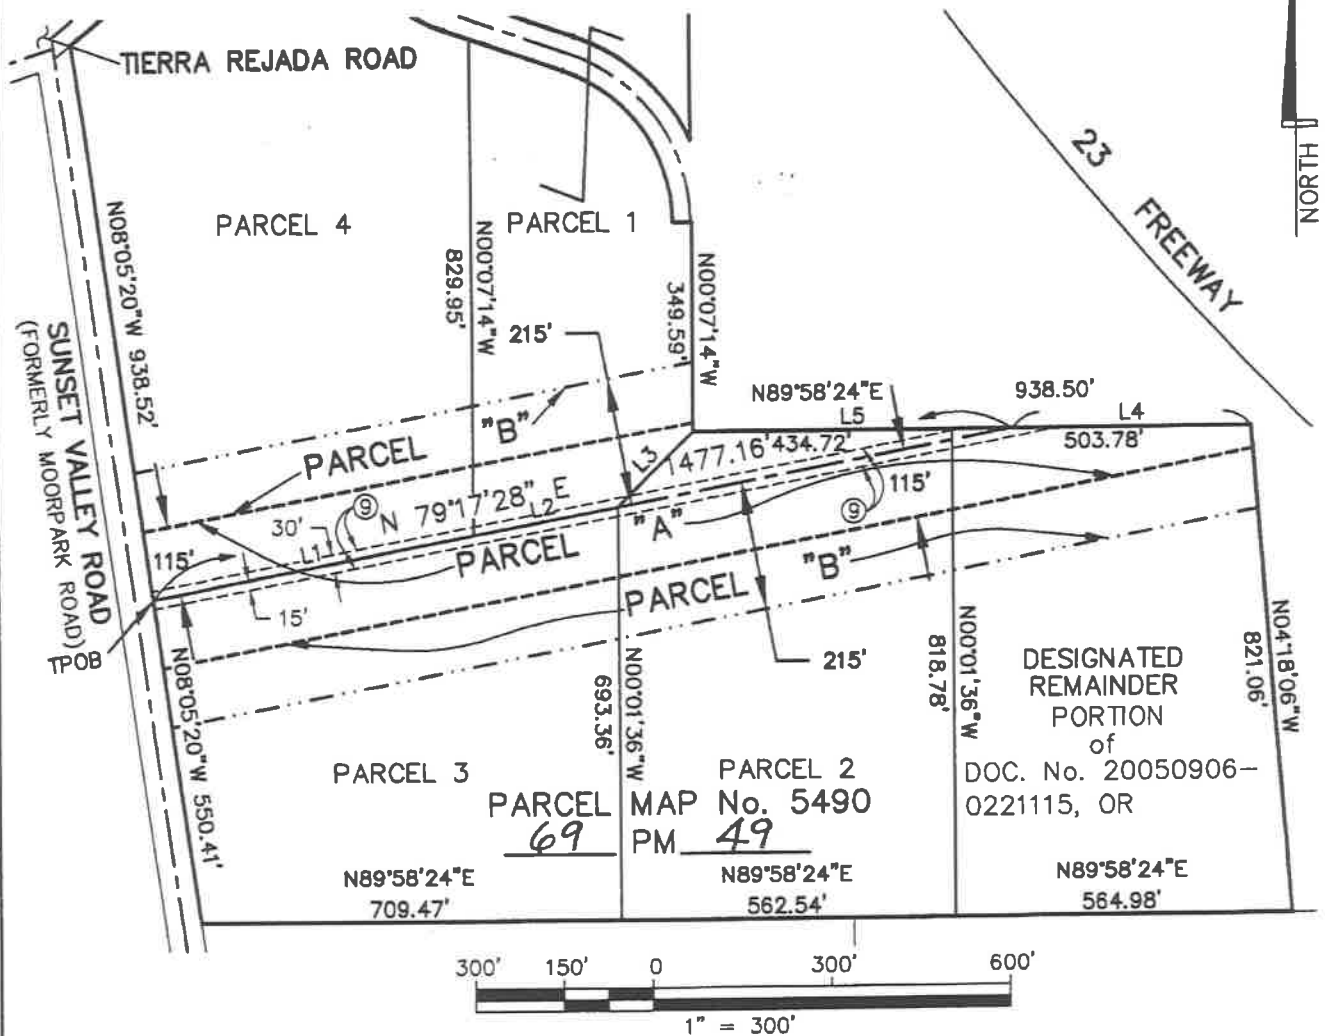 TIERRA REJADA ROAD
23 FREEWAY
NORTH
PARCEL 4
PARCEL 1
N08°05'20"W 938.52'
N00°07'14"W
829.95'
N00°07'14"W
349.59'
215'
SUNSET VALLEY ROAD
(FORMERLY MOORPARK ROAD)
N89°58'24"E
938.50'
L5
L4
PARCEL "B"
L3
1477.16'
434.72'
503.78'
9
N 79°17'28" E
L2
30'
L1
115'
"A"
9
115'
PARCEL
"B"
115'
15'
PARCEL
TPOB
215'
N08°05'20"W 550.41'
693.36'
N00°01'36"W
818.78'
N00°01'36"W
DESIGNATED
REMAINDER
PORTION
of
DOC. No. 20050906-
0221115, OR
N04°18'06"W
821.06'
PARCEL 3
PARCEL 2
PARCEL MAP No. 5490
69 PM 49
N89°58'24"E
709.47'
N89°58'24"E
562.54'
N89°58'24"E
564.98'
300' 150' 0 300' 600'
1" = 300'